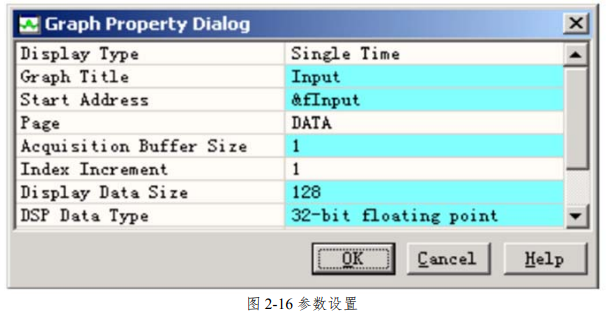 Graph Property Dialog
Display Type Single Time
Graph Title Input
Start Address &fInput
Page DATA
Acquisition Buffer Size 1
Index Increment 1
Display Data Size 128
DSP Data Type 32-bit floating point
OK Cancel Help
图 2-16 参数设置